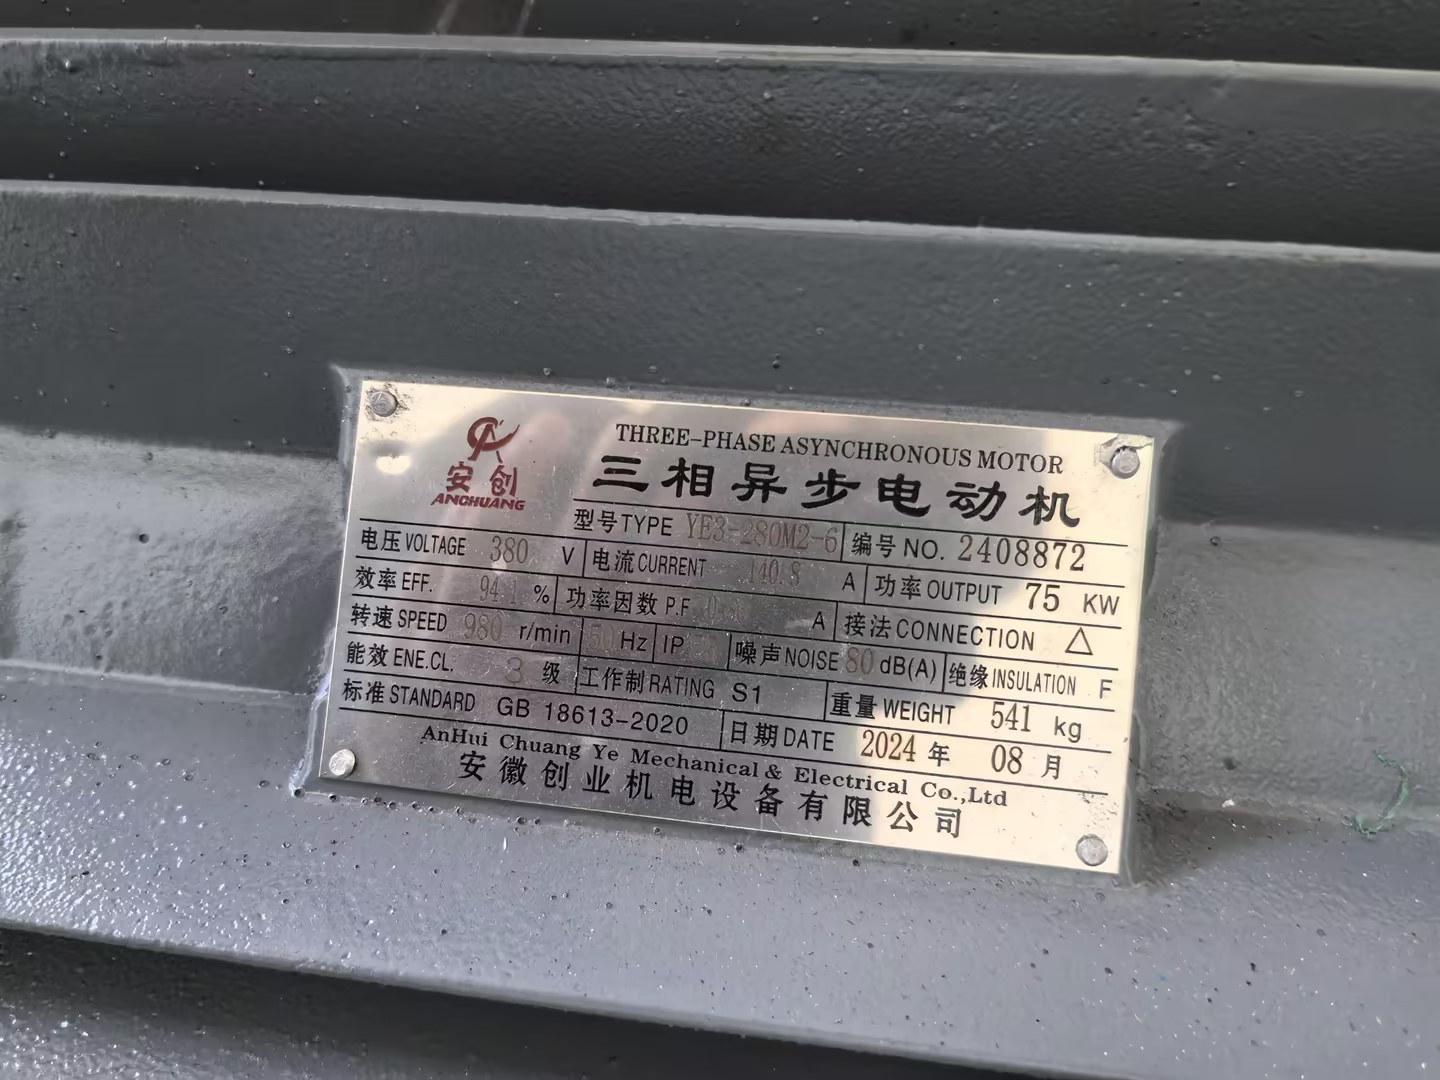 安创
ANCHUANG
THREE-PHASE ASYNCHRONOUS MOTOR
三相异步电动机
型号TYPE YE3-280M2-6 编号 NO. 2408872
电压VOLTAGE 380 V 电流CURRENT 140.8 A 功率OUTPUT 75 KW
效率EFF. 94.1 % 功率因数 P.F A 接法CONNECTION △
转速SPEED 980 r/min 50 Hz IP 噪声NOISE 80 dB(A) 绝缘INSULATION F
能效ENE.CL. 3 级 工作制RATING S1 重量WEIGHT 541 kg
标准STANDARD GB 18613-2020 日期DATE 2024 年 08 月
AnHui Chuang Ye Mechanical & Electrical Co.,Ltd
安徽创业机电设备有限公司